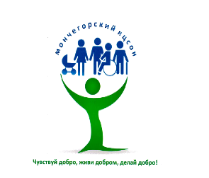 мончегорский кцсон
Чувствуй добро, живи добром, делай добро!